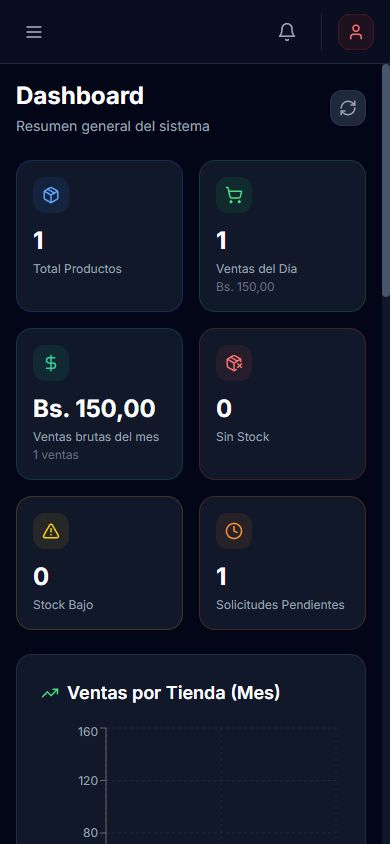 Dashboard
Resumen general del sistema
1
Total Productos
1
Ventas del Día
Bs. 150,00
Bs. 150,00
Ventas brutas del mes
1 ventas
0
Sin Stock
0
Stock Bajo
1
Solicitudes Pendientes
Ventas por Tienda (Mes)
160
120
80